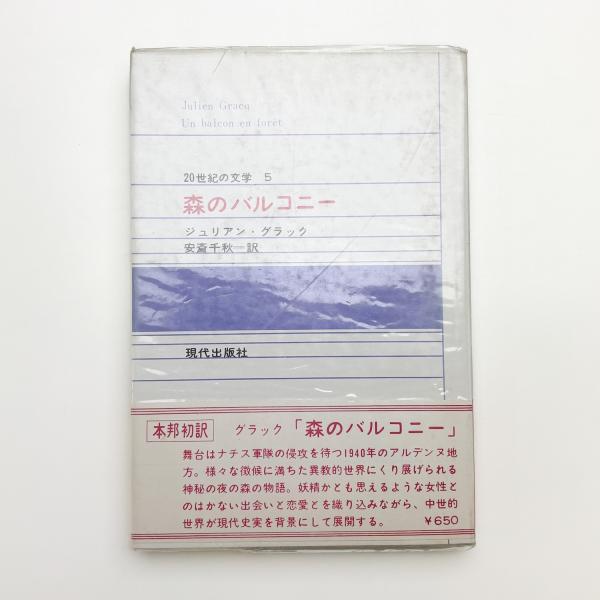 Julien Gracq
Un balcon en forêt
20世紀の文学 5
森のバルコニー
ジュリアン・グラック
安斎千秋―訳
現代出版社
本邦初訳 グラック「森のバルコニー」
舞台はナチス軍隊の侵攻を待つ1940年のアルデンヌ地
方。様々な徴候に満ちた異教的世界にくり展げられる
神秘の夜の森の物語。妖精かとも思えるような女性と
のはかない出会いと恋愛とを織り込みながら、中世的
世界が現代史実を背景にして展開する。 ¥650